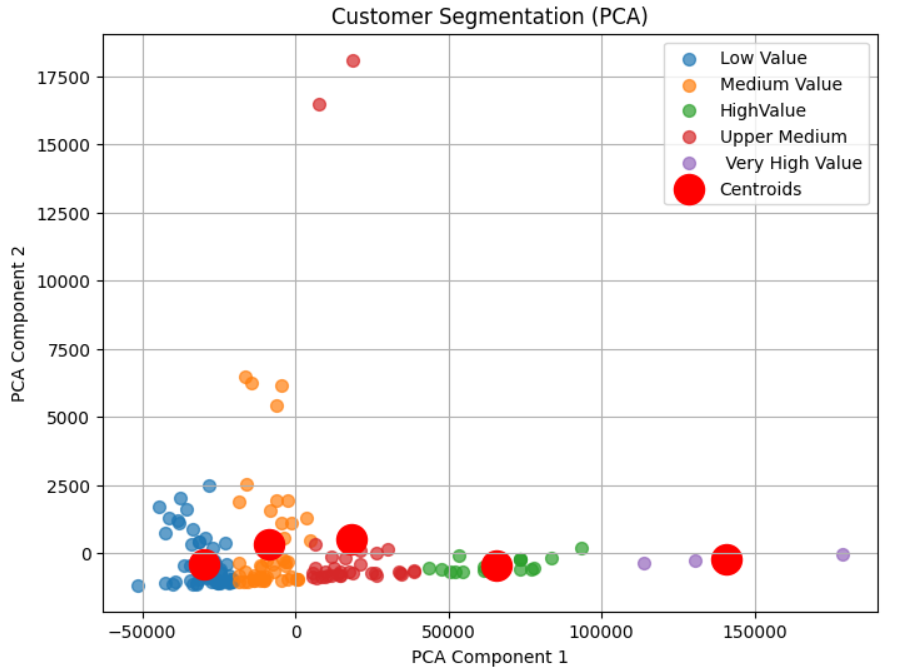 Customer Segmentation (PCA)
Low Value
Medium Value
HighValue
Upper Medium
Very High Value
Centroids
17500
15000
12500
10000
7500
5000
2500
0
PCA Component 2
−50000 0 50000 100000 150000
PCA Component 1